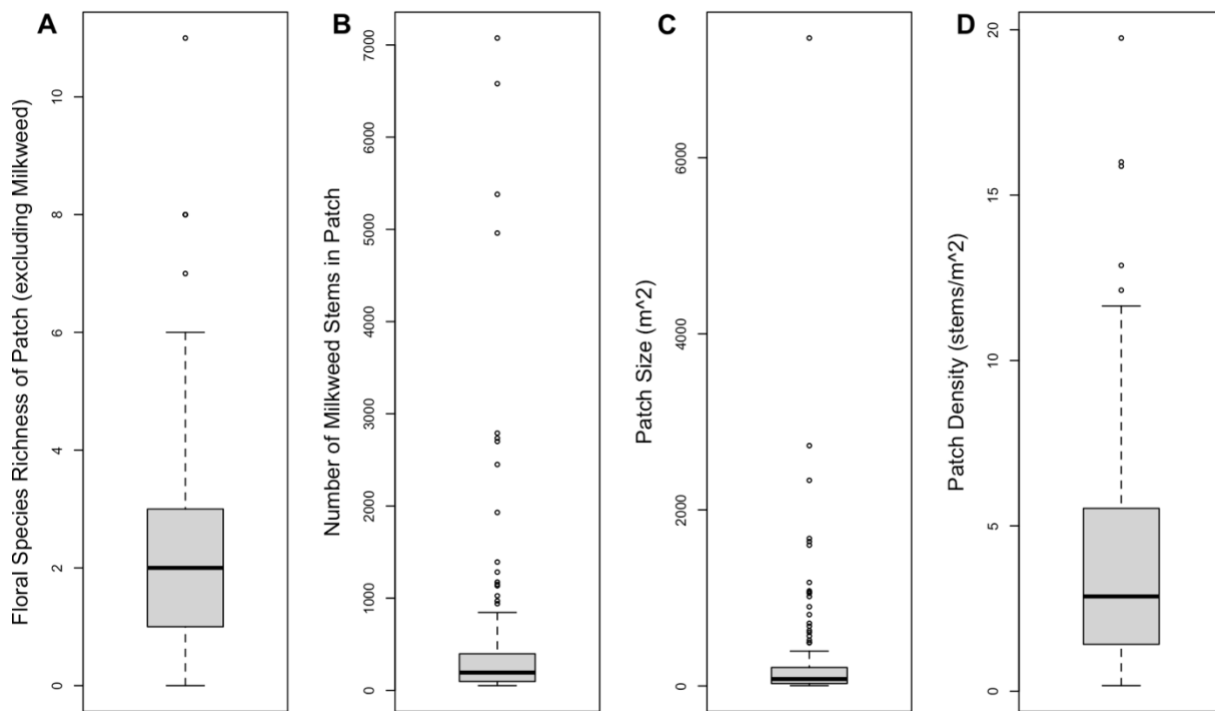 A
Floral Species Richness of Patch (excluding Milkweed)
0
2
4
6
8
10
B
Number of Milkweed Stems in Patch
0
1000
2000
3000
4000
5000
6000
7000
C
Patch Size (m^2)
0
2000
4000
6000
D
Patch Density (stems/m^2)
0
5
10
15
20